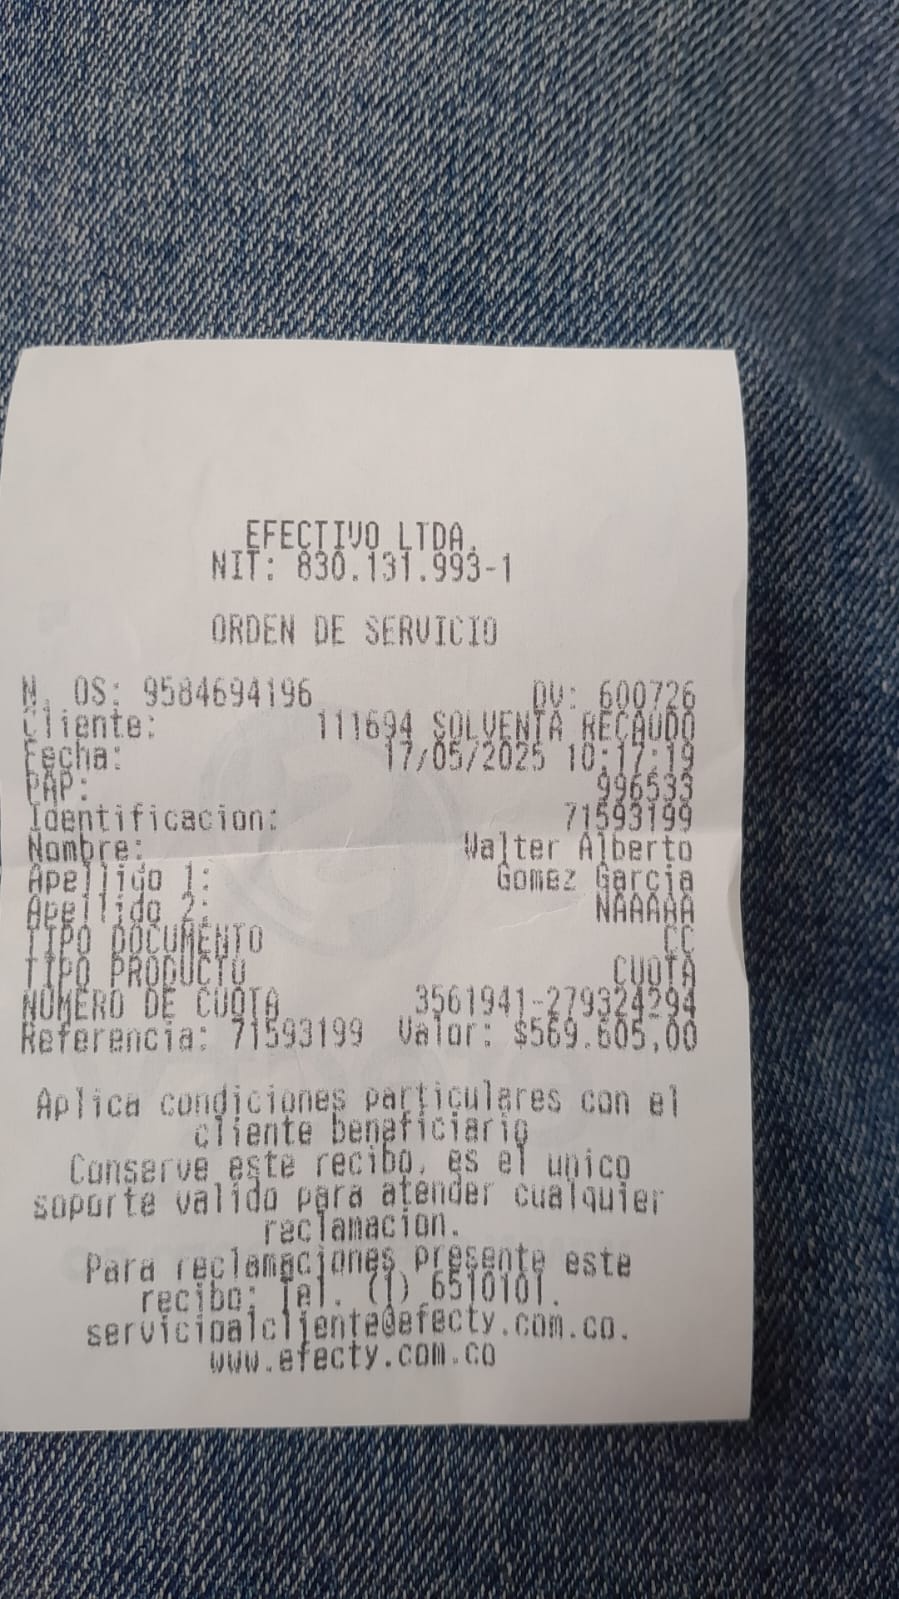 EFECTIVO LTDA.
NIT: 830.131.993-1
ORDEN DE SERVICIO
N. OS: 9584694196 DV: 600726
Cliente: 111694 SOLVENTA RECAUDO
Fecha: 17/05/2025 10:17:19
PAP: 996533
Identificacion: 71593199
Nombre: Walter Alberto
Apellido 1: Gomez Garcia
Apellido 2: NAAAAA
TIPO DOCUMENTO CC
TIPO PRODUCTO CUOTA
NUMERO DE CUOTA 3561941-279324294
Referencia: 71593199 Valor: $569.605,00
Aplica condiciones particulares con el
cliente beneficiario
Conserve este recibo, es el unico
soporte valido para atender cualquier
reclamacion.
Para reclamaciones presente este
recibo: Tel. (1) 6510101.
servicioalcliente@efecty.com.co.
www.efecty.com.co